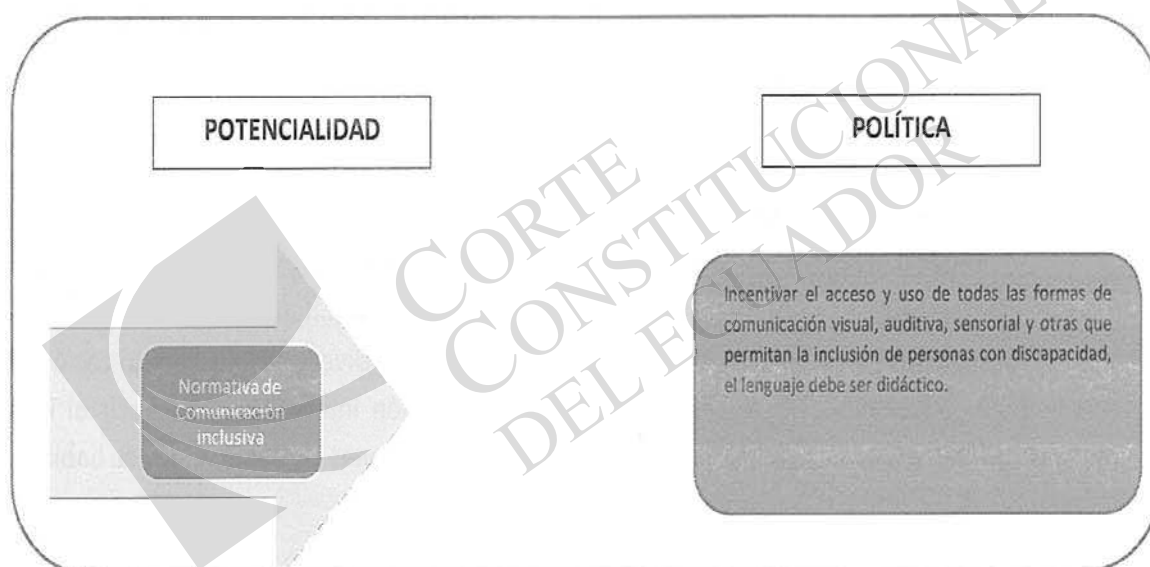 POTENCIALIDAD
POLÍTICA
CORTE
CONSTITUCIONAL
DEL ECUADOR
Normativa de
Comunicación
inclusiva
Incentivar el acceso y uso de todas las formas de
comunicación visual, auditiva, sensorial y otras que
permitan la inclusión de personas con discapacidad,
el lenguaje debe ser didáctico.